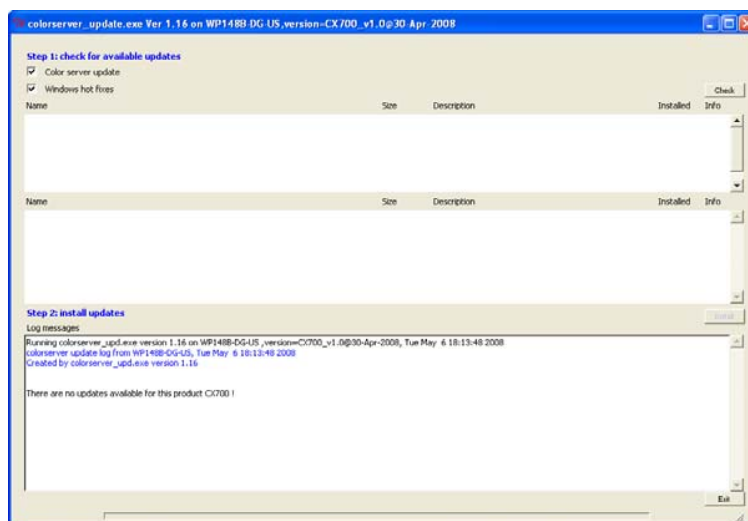 colorserver_update.exe Ver 1.16 on WP148B-DG-US,version=CX700_v1.0@30-Apr-2008
Step 1: check for available updates
Color server update
Windows hot fixes
Check
Name Size Description Installed Info
Name Size Description Installed Info
Step 2: install updates
Install
Log messages
Running colorserver_upd.exe version 1.16 on WP148B-DG-US ,version=CX700_v1.0@30-Apr-2008, Tue May 6 18:13:48 2008
colorserver update log from WP148B-DG-US, Tue May 6 18:13:48 2008
Created by colorserver_upd.exe version 1.16
There are no updates available for this product CX700 !
Exit